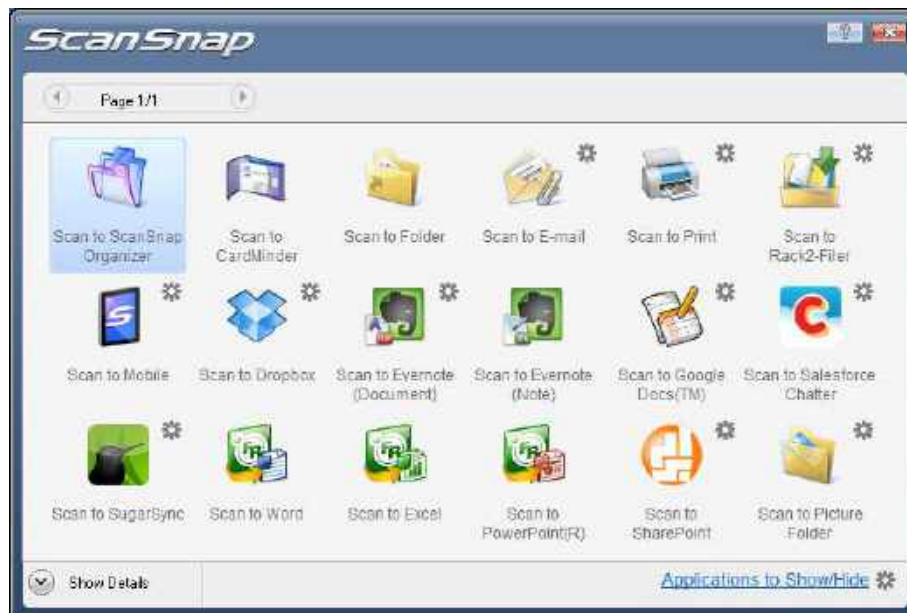 ScanSnap
Page 1/1
Scan to ScanSnap
Organizer
Scan to
CardMinder
Scan to Folder
Scan to E-mail
Scan to Print
Scan to
Rack2-Filer
Scan to Mobile
Scan to Dropbox
Scan to Evernote
(Document)
Scan to Evernote
(Note)
Scan to Google
Docs(TM)
Scan to Salesforce
Chatter
Scan to SugarSync
Scan to Word
Scan to Excel
Scan to
PowerPoint(R)
Scan to
SharePoint
Scan to Picture
Folder
Show Details
Applications to Show/Hide